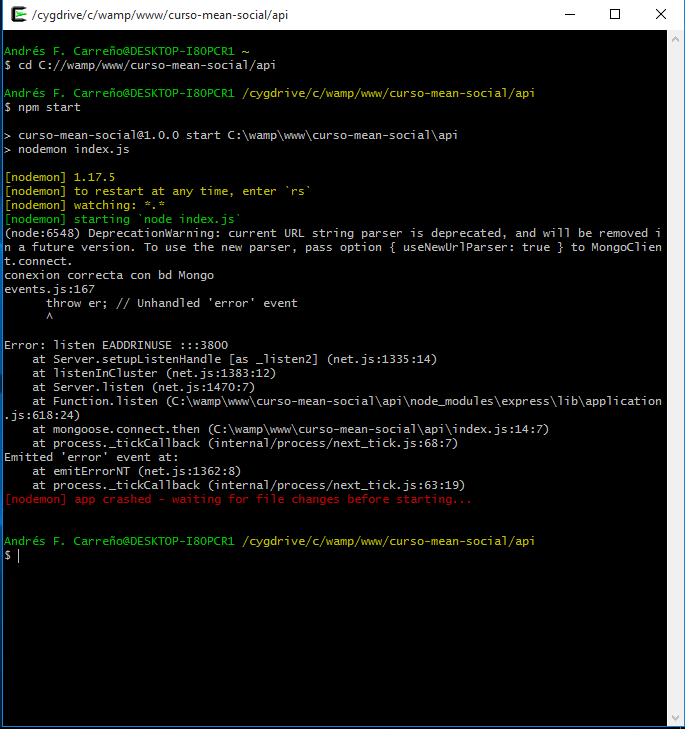 /cygdrive/c/wamp/www/curso-mean-social/api
Andrés F. Carreño@DESKTOP-I80PCR1 ~
$ cd C://wamp/www/curso-mean-social/api
Andrés F. Carreño@DESKTOP-I80PCR1 /cygdrive/c/wamp/www/curso-mean-social/api
$ npm start
> curso-mean-social@1.0.0 start C:\wamp\www\curso-mean-social\api
> nodemon index.js
[nodemon] 1.17.5
[nodemon] to restart at any time, enter `rs`
[nodemon] watching: *.*
[nodemon] starting `node index.js`
(node:6548) DeprecationWarning: current URL string parser is deprecated, and will be removed i
n a future version. To use the new parser, pass option { useNewUrlParser: true } to MongoClien
t.connect.
conexion correcta con bd Mongo
events.js:167
      throw er; // Unhandled 'error' event
      ^
Error: listen EADDRINUSE :::3800
    at Server.setupListenHandle [as _listen2] (net.js:1335:14)
    at listenInCluster (net.js:1383:12)
    at Server.listen (net.js:1470:7)
    at Function.listen (C:\wamp\www\curso-mean-social\api\node_modules\express\lib\application
.js:618:24)
    at mongoose.connect.then (C:\wamp\www\curso-mean-social\api\index.js:14:7)
    at process._tickCallback (internal/process/next_tick.js:68:7)
Emitted 'error' event at:
    at emitErrorNT (net.js:1362:8)
    at process._tickCallback (internal/process/next_tick.js:63:19)
[nodemon] app crashed - waiting for file changes before starting...
Andrés F. Carreño@DESKTOP-I80PCR1 /cygdrive/c/wamp/www/curso-mean-social/api
$